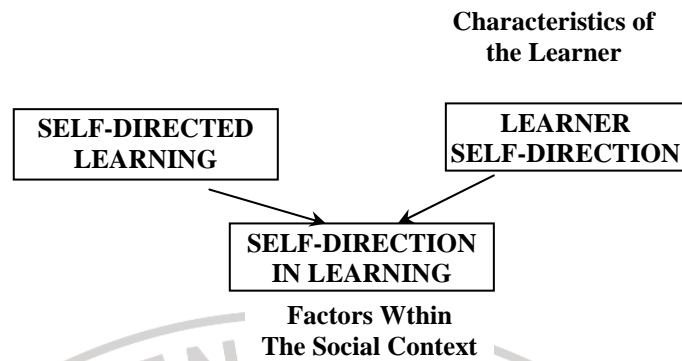 Characteristics of
the Learner
SELF-DIRECTED
LEARNING
LEARNER
SELF-DIRECTION
SELF-DIRECTION
IN LEARNING
Factors Wthin
The Social Context